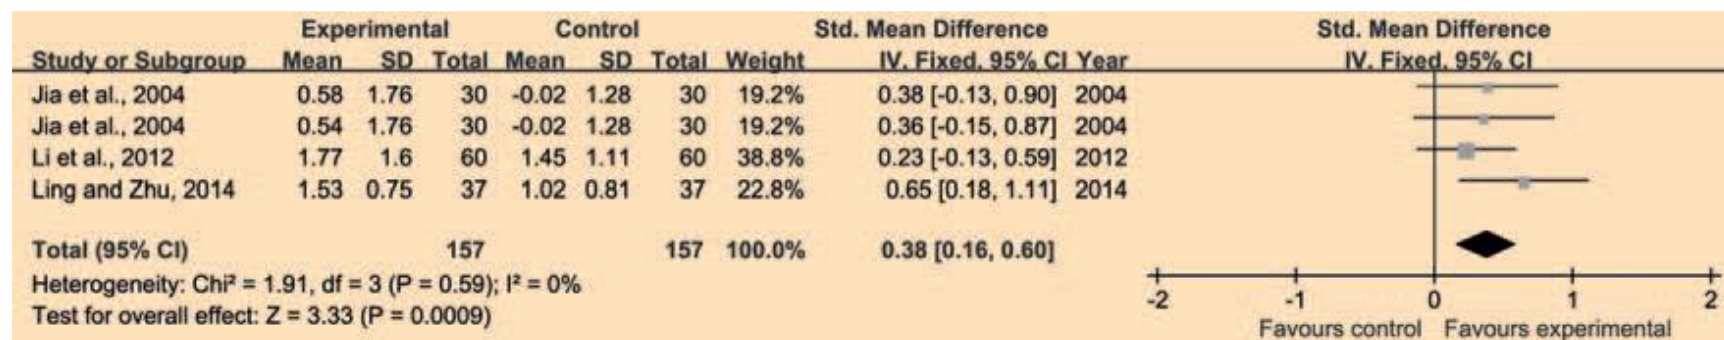 Experimental Control Std. Mean Difference Std. Mean Difference
Study or Subgroup Mean SD Total Mean SD Total Weight IV, Fixed, 95% CI Year IV, Fixed, 95% CI
Jia et al., 2004 0.58 1.76 30 -0.02 1.28 30 19.2% 0.38 [-0.13, 0.90] 2004
Jia et al., 2004 0.54 1.76 30 -0.02 1.28 30 19.2% 0.36 [-0.15, 0.87] 2004
Li et al., 2012 1.77 1.6 60 1.45 1.11 60 38.8% 0.23 [-0.13, 0.59] 2012
Ling and Zhu, 2014 1.53 0.75 37 1.02 0.81 37 22.8% 0.65 [0.18, 1.11] 2014
Total (95% CI) 157 157 100.0% 0.38 [0.16, 0.60]
Heterogeneity: Chi² = 1.91, df = 3 (P = 0.59); I² = 0%
Test for overall effect: Z = 3.33 (P = 0.0009)
-2 -1 0 1 2
Favours control Favours experimental